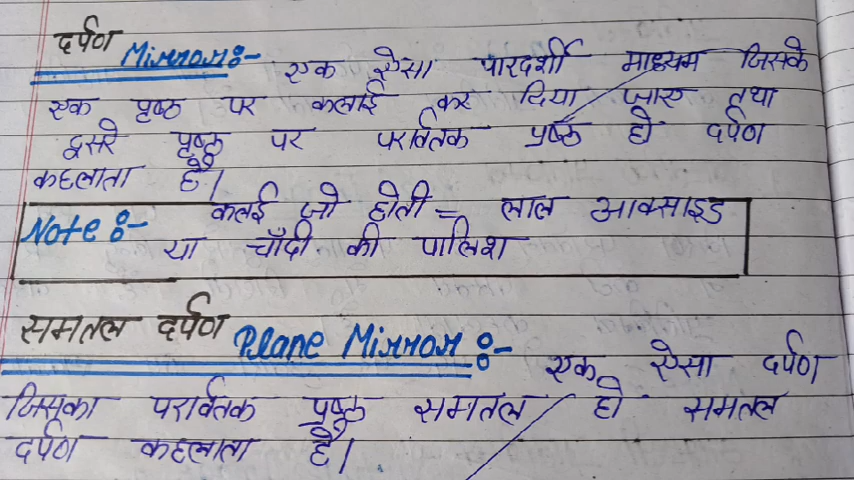 दर्पण Mirror:- एक ऐसा पारदर्शी माध्यम जिसके
एक पृष्ठ पर कलाई कर दिया जाए तथा
दुसरे पृष्ठ पर परावर्तक प्रष्ठ हो दर्पण
कहलाता है।
Note :- कलई जो होती = लाल आक्साइड
या चाँदी की पालिश
समतल दर्पण Plane Mirror :- एक ऐसा दर्पण
जिसका परावर्तक पृष्ठ समतल हो समतल
दर्पण कहलाता है।